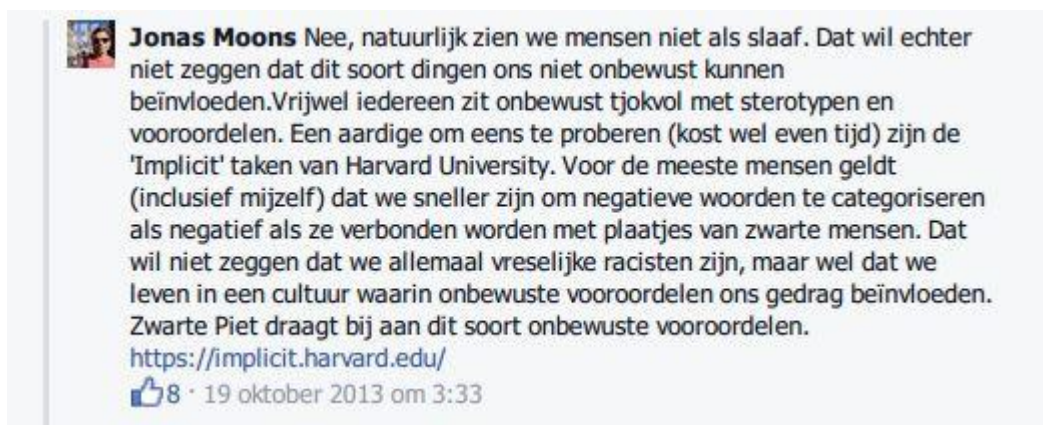 Jonas Moons Nee, natuurlijk zien we mensen niet als slaaf. Dat wil echter
niet zeggen dat dit soort dingen ons niet onbewust kunnen
beïnvloeden.Vrijwel iedereen zit onbewust tjokvol met sterotypen en
vooroordelen. Een aardige om eens te proberen (kost wel even tijd) zijn de
'Implicit' taken van Harvard University. Voor de meeste mensen geldt
(inclusief mijzelf) dat we sneller zijn om negatieve woorden te categoriseren
als negatief als ze verbonden worden met plaatjes van zwarte mensen. Dat
wil niet zeggen dat we allemaal vreselijke racisten zijn, maar wel dat we
leven in een cultuur waarin onbewuste vooroordelen ons gedrag beïnvloeden.
Zwarte Piet draagt bij aan dit soort onbewuste vooroordelen.
https://implicit.harvard.edu/
8 · 19 oktober 2013 om 3:33